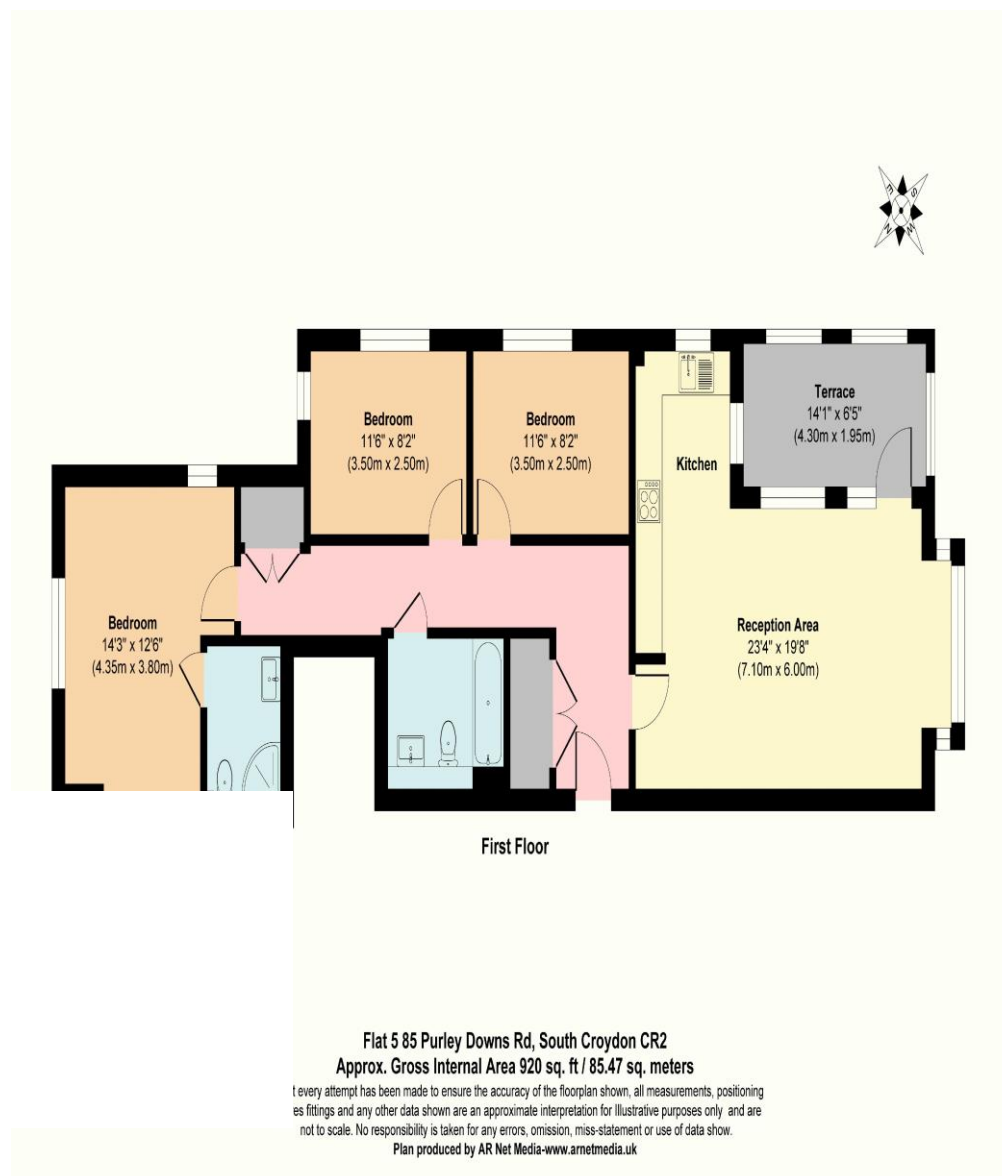 E
S
N
W
Bedroom
11'6" x 8'2"
(3.50m x 2.50m)
Bedroom
11'6" x 8'2"
(3.50m x 2.50m)
Kitchen
Terrace
14'1" x 6'5"
(4.30m x 1.95m)
Bedroom
14'3" x 12'6"
(4.35m x 3.80m)
Reception Area
23'4" x 19'8"
(7.10m x 6.00m)
First Floor
Flat 5 85 Purley Downs Rd, South Croydon CR2
Approx. Gross Internal Area 920 sq. ft / 85.47 sq. meters
t every attempt has been made to ensure the accuracy of the floorplan shown, all measurements, positioning
es fittings and any other data shown are an approximate interpretation for Illustrative purposes only and are
not to scale. No responsibility is taken for any errors, omission, miss-statement or use of data show.
Plan produced by AR Net Media-www.arnetmedia.uk